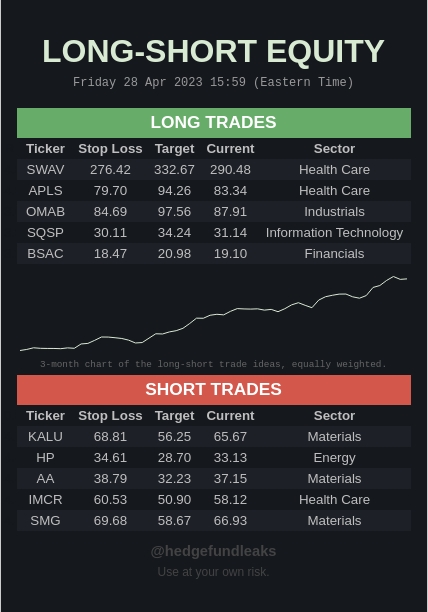 LONG-SHORT EQUITY
Friday 28 Apr 2023 15:59 (Eastern Time)
LONG TRADES
Ticker Stop Loss Target Current Sector
SWAV 276.42 332.67 290.48 Health Care
APLS 79.70 94.26 83.34 Health Care
OMAB 84.69 97.56 87.91 Industrials
SQSP 30.11 34.24 31.14 Information Technology
BSAC 18.47 20.98 19.10 Financials
3-month chart of the long-short trade ideas, equally weighted.
SHORT TRADES
Ticker Stop Loss Target Current Sector
KALU 68.81 56.25 65.67 Materials
HP 34.61 28.70 33.13 Energy
AA 38.79 32.23 37.15 Materials
IMCR 60.53 50.90 58.12 Health Care
SMG 69.68 58.67 66.93 Materials
@hedgefundleaks
Use at your own risk.